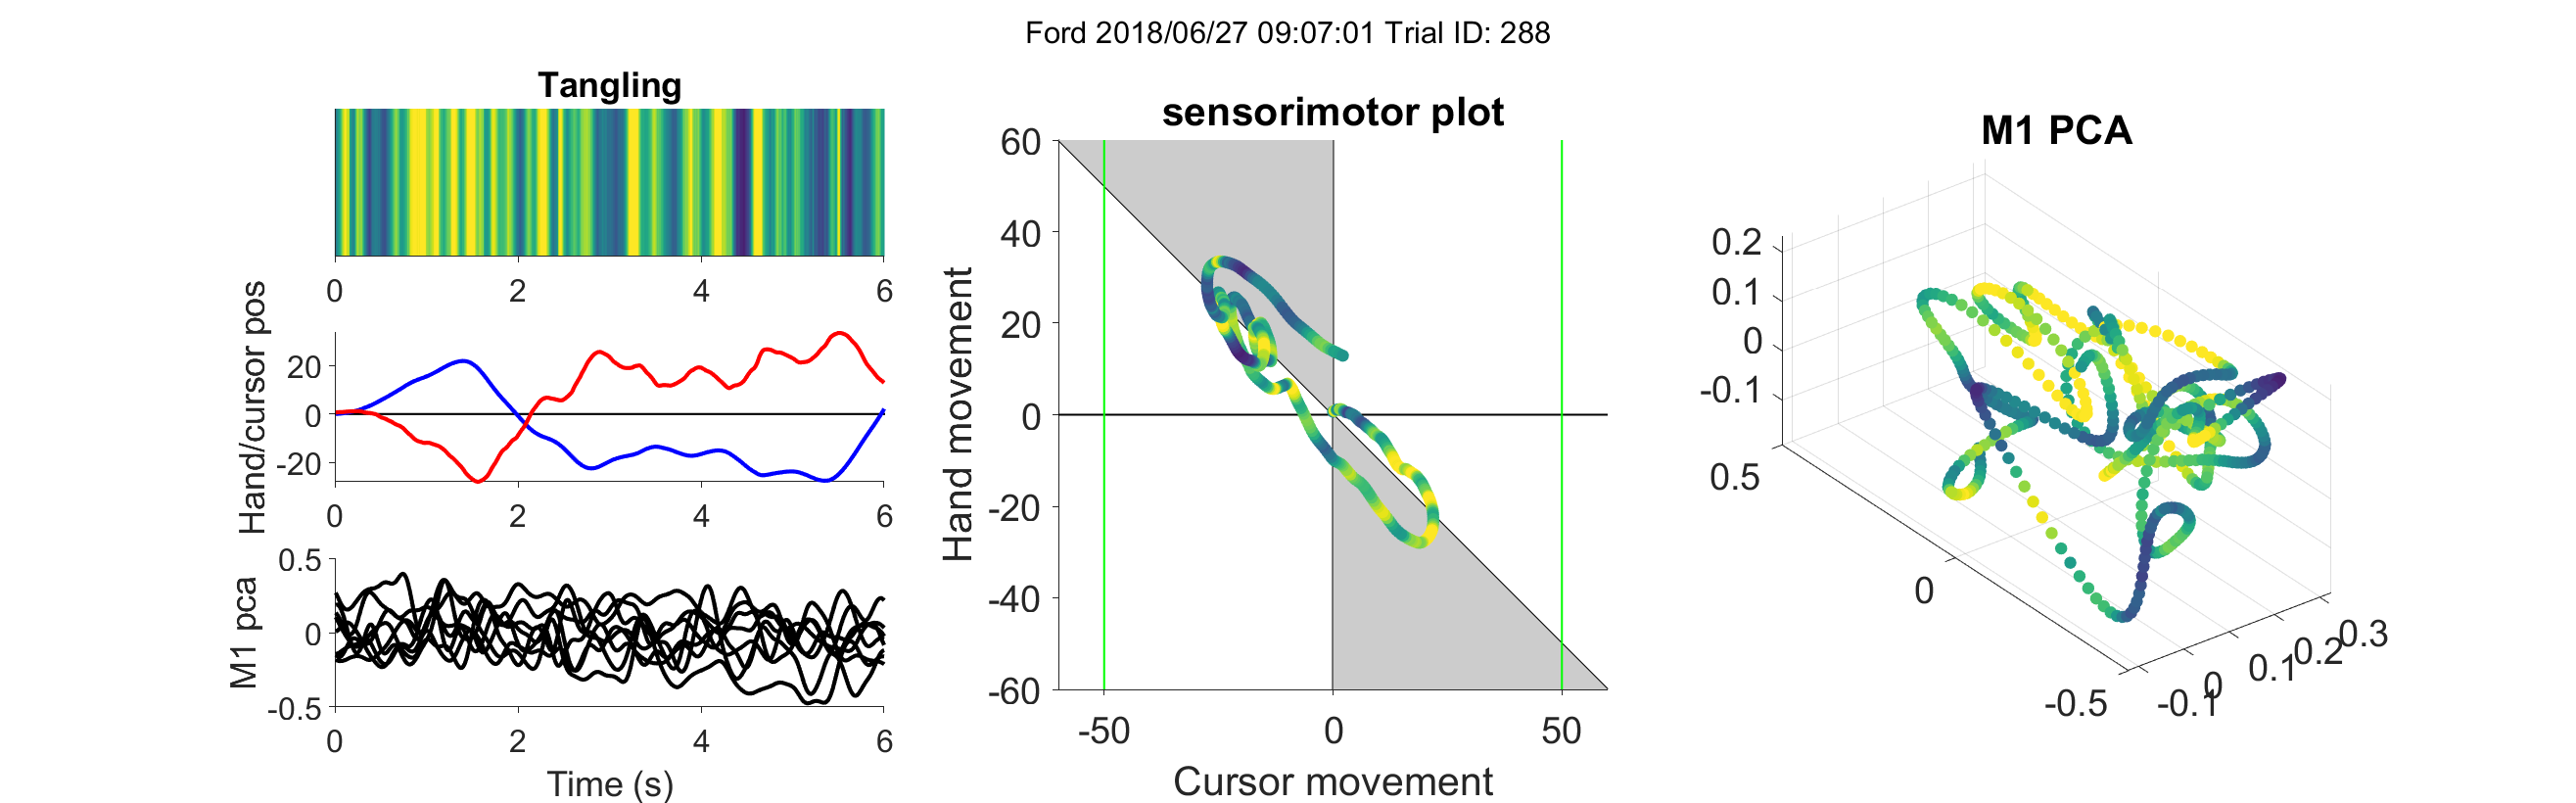 Ford 2018/06/27 09:07:01 Trial ID: 288
Tangling
0 2 4 6
Hand/cursor pos
20
0
-20
0 2 4 6
M1 pca
0.5
0
-0.5
0 2 4 6
Time (s)
sensorimotor plot
Hand movement
60
40
20
0
-20
-40
-60
-50 0 50
Cursor movement
M1 PCA
0.2
0.1
0
-0.1
0.5
0
-0.5
-0.1
0
0.1
0.2
0.3